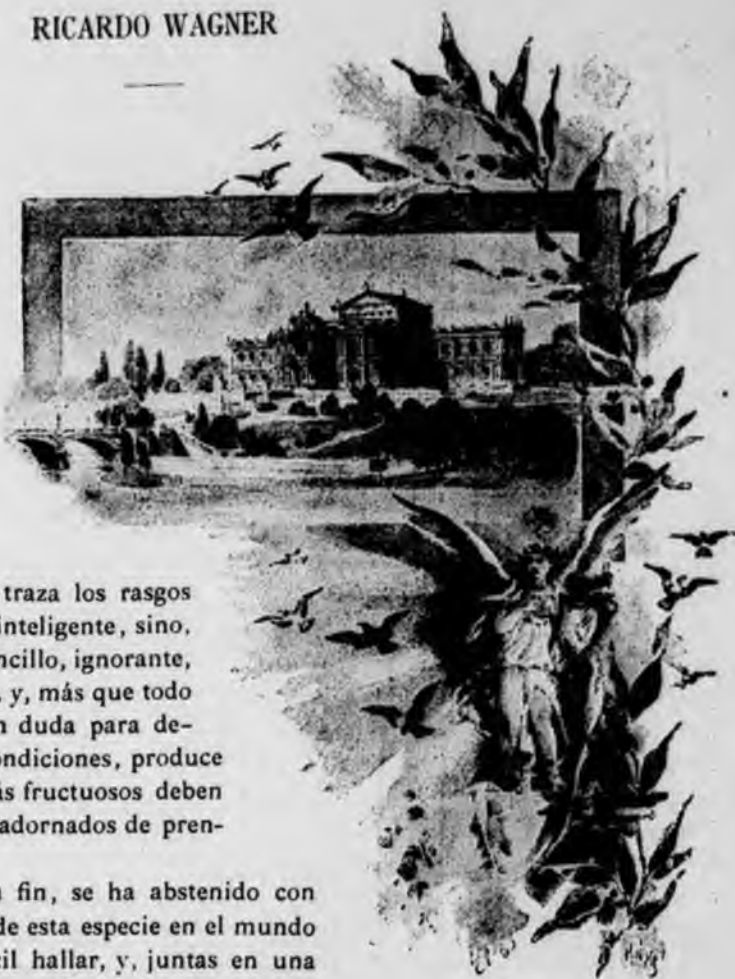 RICARDO WAGNER
traza los rasgos
inteligente, sino,
ncillo, ignorante,
, y, más que todo
n duda para de-
ondiciones, produce
ás fructuosos deben
adornados de pren-
n fin, se ha abstenido con
de esta especie en el mundo
cil hallar, y, juntas en una